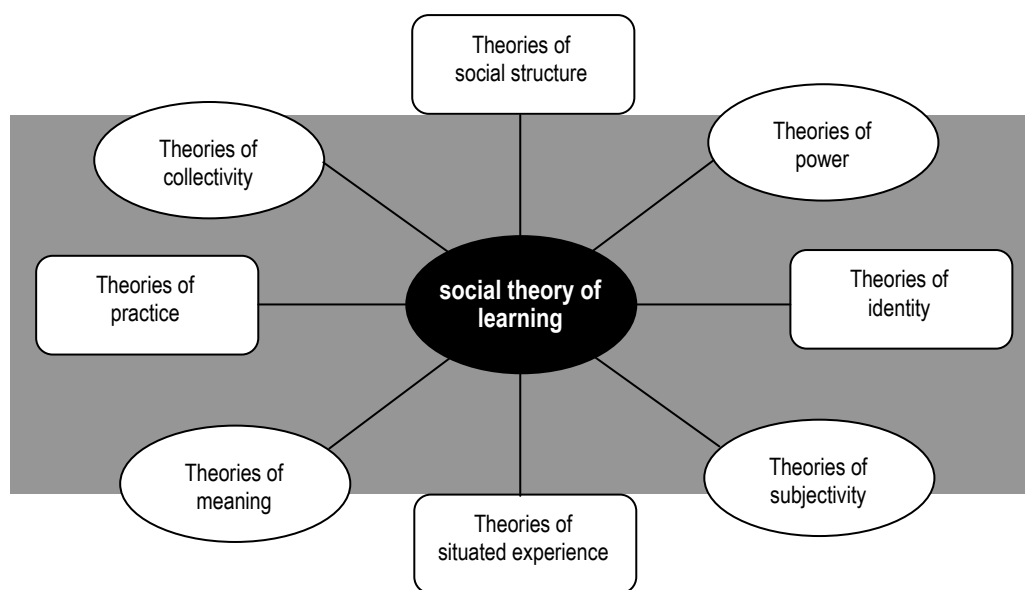 Theories of
social structure
Theories of
collectivity
Theories of
power
Theories of
practice
social theory of
learning
Theories of
identity
Theories of
meaning
Theories of
situated experience
Theories of
subjectivity